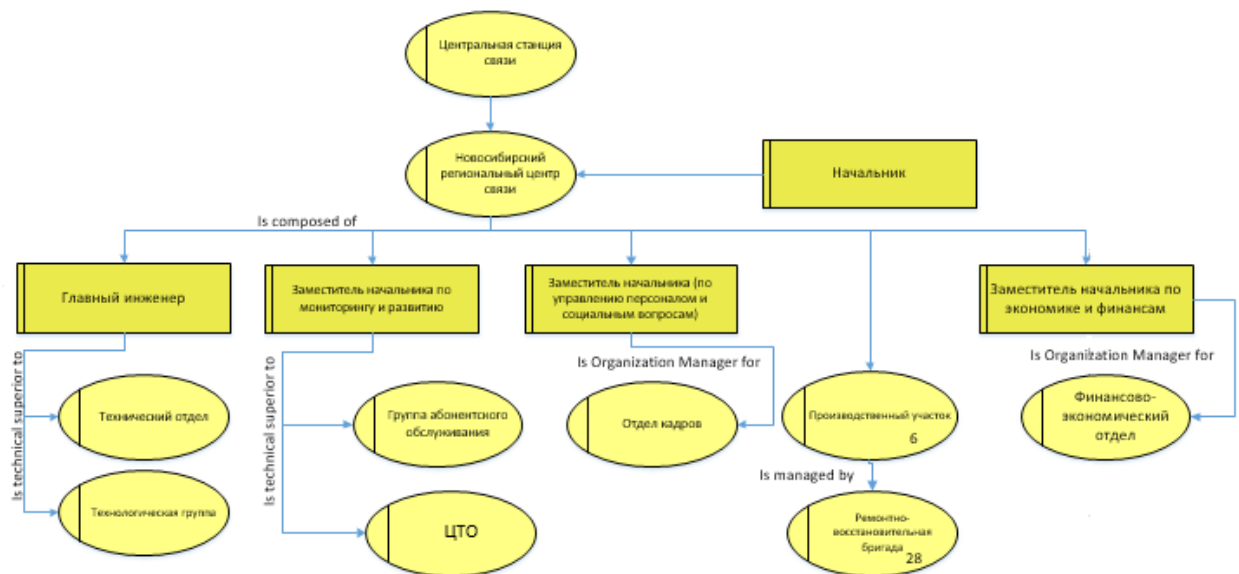 Центральная станция
связи
Новосибирский
региональный центр
связи
Начальник
Is composed of
Главный инженер
Заместитель начальника по
мониторингу и развитию
Заместитель начальника (по
управлению персоналом и
социальным вопросам)
Заместитель начальника по
экономике и финансам
Is technical superior to
Is technical superior to
Is Organization Manager for
Is Organization Manager for
Технический отдел
Группа абонентского
обслуживания
Отдел кадров
Производственный участок
6
Финансово-
экономический
отдел
Is managed by
Технологическая группа
ЦТО
Ремонтно-
восстановительная
бригада
28